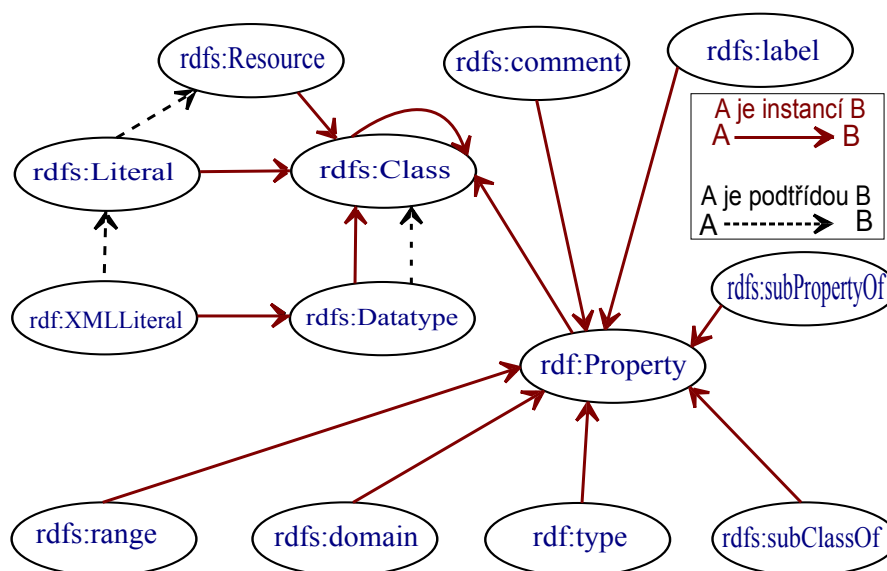 rdfs:Resource
rdfs:comment
rdfs:label
A je instancí B
A B
rdfs:Literal
rdfs:Class
A je podtřídou B
A B
rdf:XMLLiteral
rdfs:Datatype
rdfs:subPropertyOf
rdf:Property
rdfs:range
rdfs:domain
rdf:type
rdfs:subClassOf